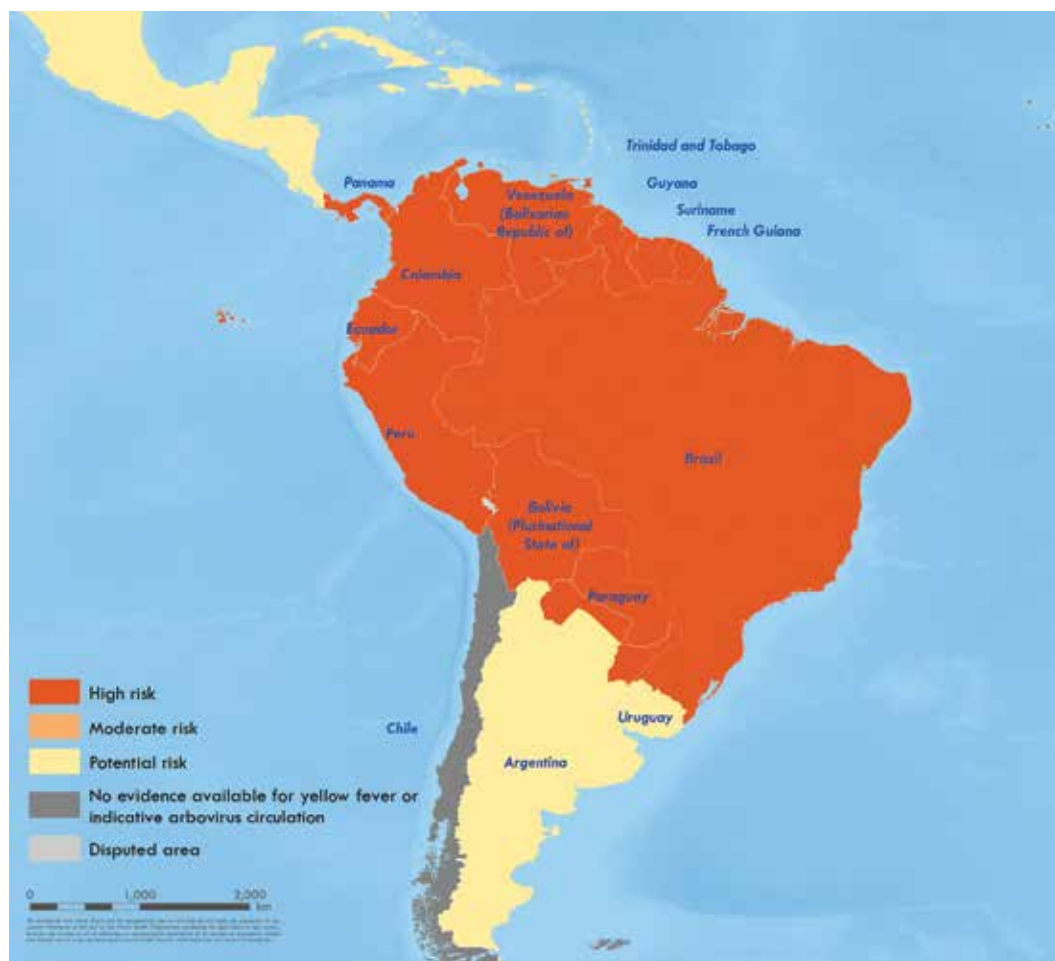 Trinidad and Tobago
Panama
Guyana
Venezuela
(Bolivarian
Republic of)
Suriname
French Guiana
Colombia
Ecuador
Peru
Brasil
Bolivia
(Plurinational
State of)
Paraguay
High risk
Moderate risk
Chile
Uruguay
Potential risk
Argentina
No evidence available for yellow fever or
indicative arbovirus circulation
Disputed area
0 1,000 2,000
km